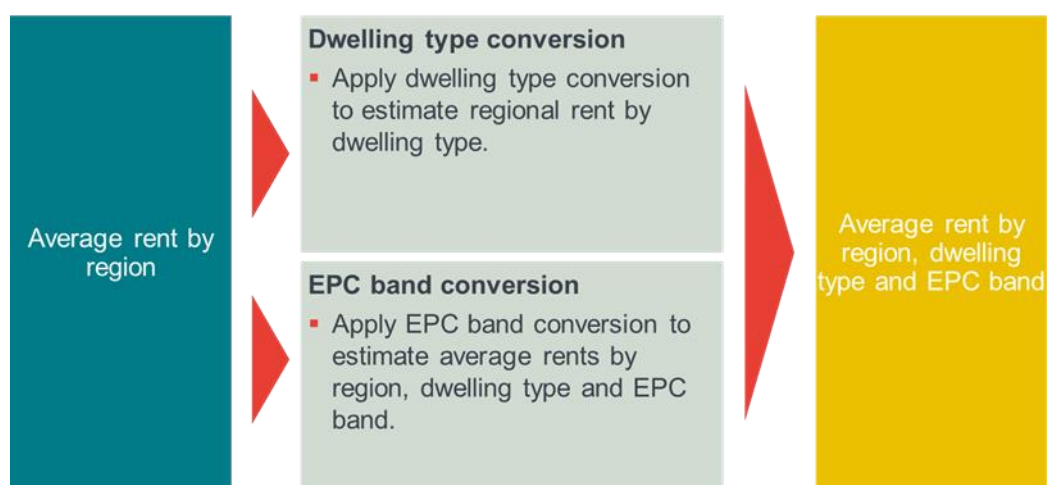 Average rent by
region
Dwelling type conversion
▪ Apply dwelling type conversion
to estimate regional rent by
dwelling type.
EPC band conversion
▪ Apply EPC band conversion to
estimate average rents by
region, dwelling type and EPC
band.
Average rent by
region, dwelling
type and EPC band